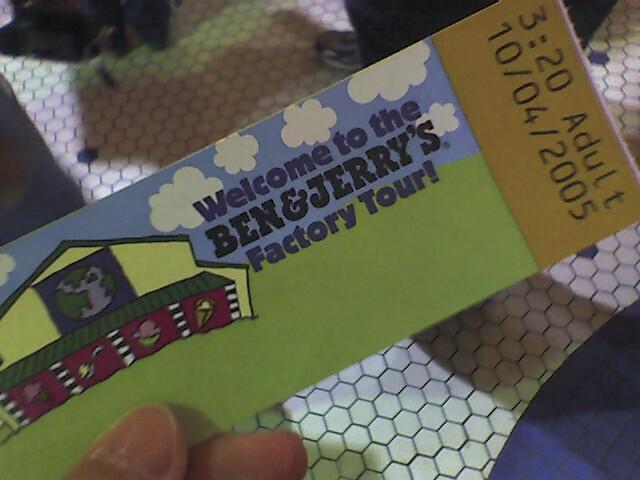 Welcome to the
BEN & JERRY'S®
Factory Tour!
3:20 Adult
10/04/2005